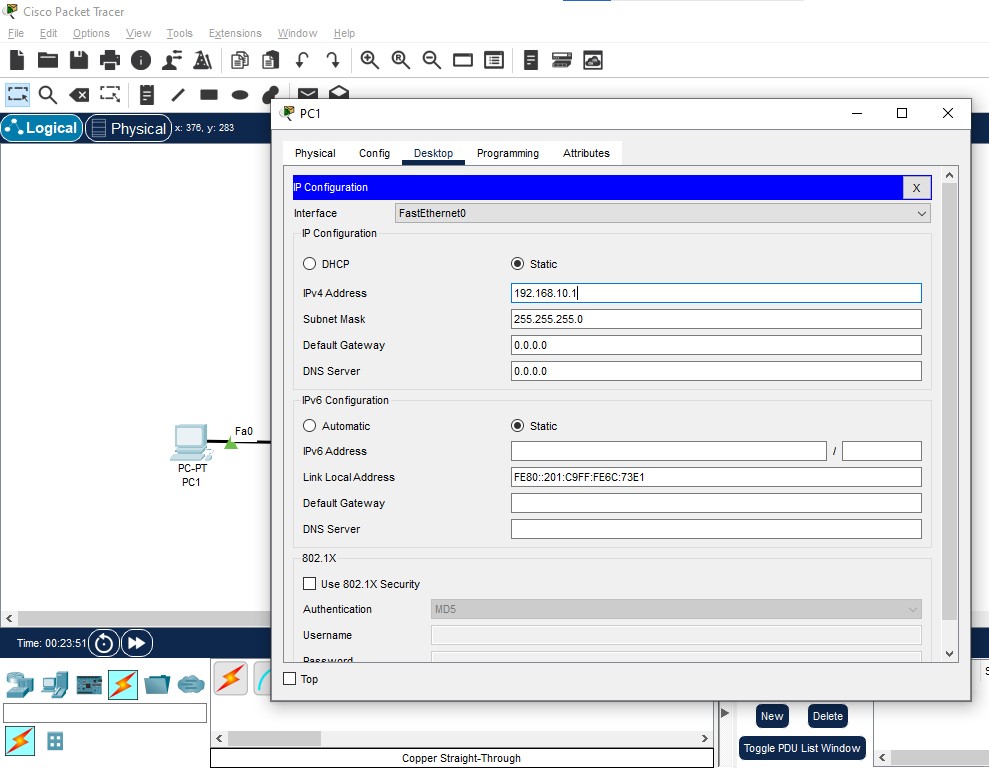 Cisco Packet Tracer
File Edit Options View Tools Extensions Window Help
Logical Physical x: 376, y: 283
PC1
Physical Config Desktop Programming Attributes
IP Configuration X
Interface FastEthernet0
IP Configuration
DHCP Static
IPv4 Address 192.168.10.1
Subnet Mask 255.255.255.0
Default Gateway 0.0.0.0
DNS Server 0.0.0.0
IPv6 Configuration
Automatic Static
IPv6 Address /
Link Local Address FE80::201:C9FF:FE6C:73E1
Default Gateway
DNS Server
802.1X
Use 802.1X Security
Authentication MD5
Username
Password
Top
Fa0
PC-PT
PC1
Time: 00:23:51
New Delete
Toggle PDU List Window
Copper Straight-Through